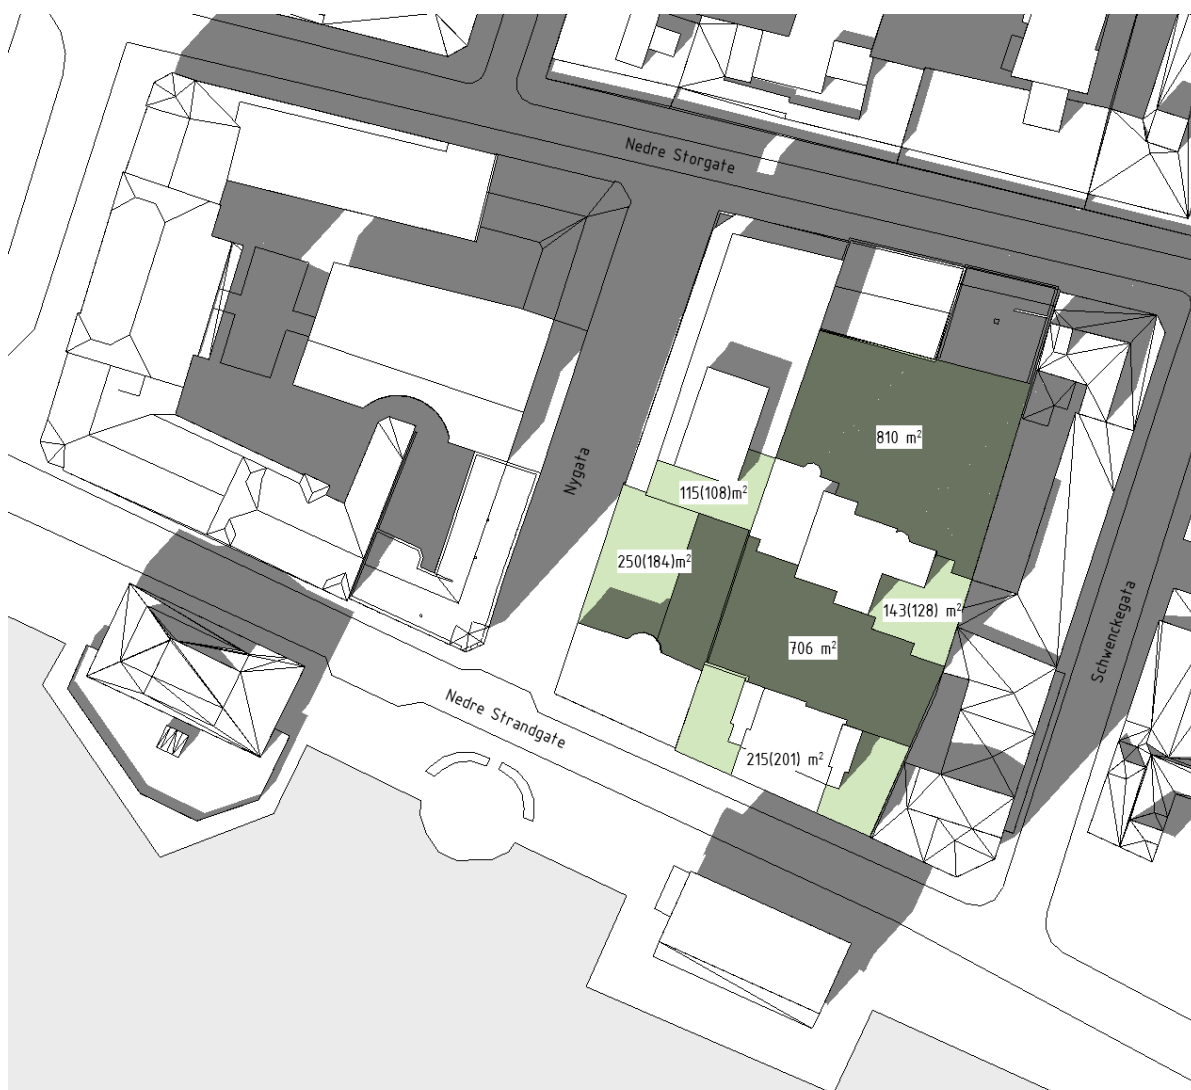 Nedre Storgate
810 m²
Nygata
115(108)m²
250(184)m²
143(128) m²
Schwenckegata
706 m²
Nedre Strandgate
215(201) m²